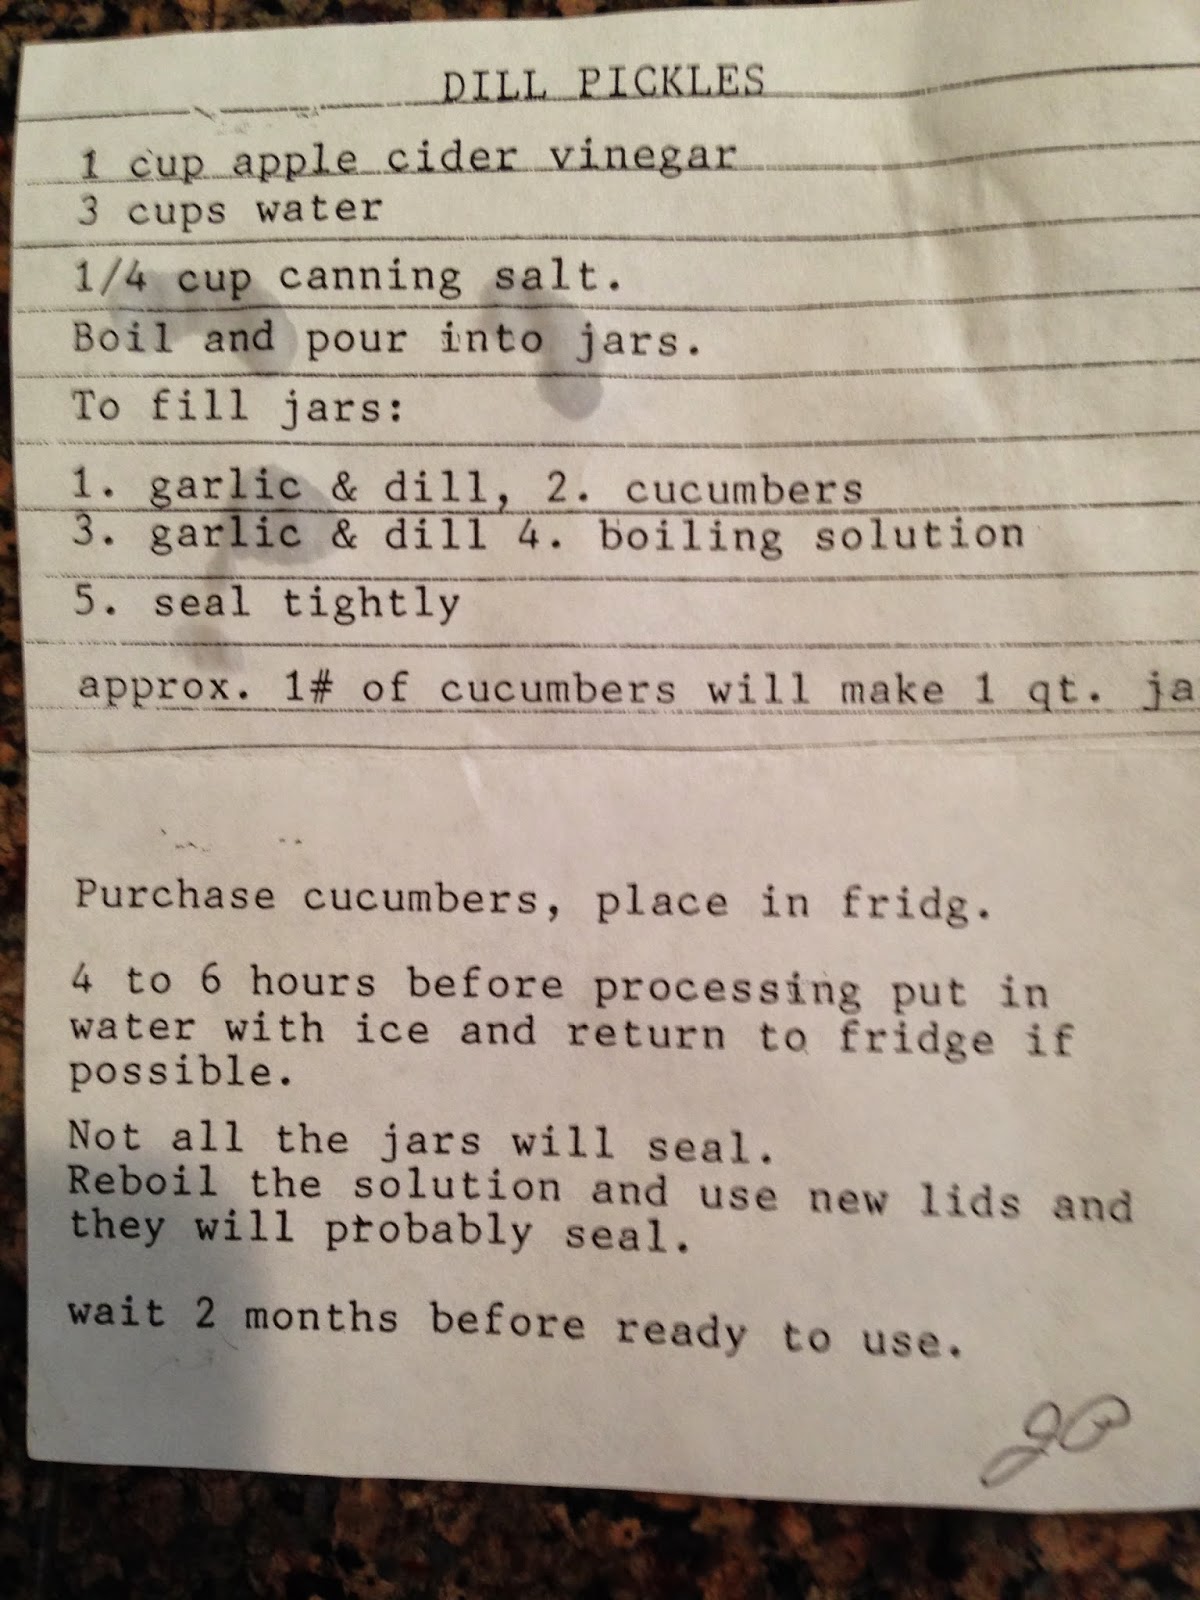 DILL PICKLES
1 cup apple cider vinegar
3 cups water
1/4 cup canning salt.
Boil and pour into jars.
To fill jars:
1. garlic & dill, 2. cucumbers
3. garlic & dill 4. boiling solution
5. seal tightly
approx. 1# of cucumbers will make 1 qt. ja
Purchase cucumbers, place in fridg.
4 to 6 hours before processing put in
water with ice and return to fridge if
possible.
Not all the jars will seal.
Reboil the solution and use new lids and
they will probably seal.
wait 2 months before ready to use.